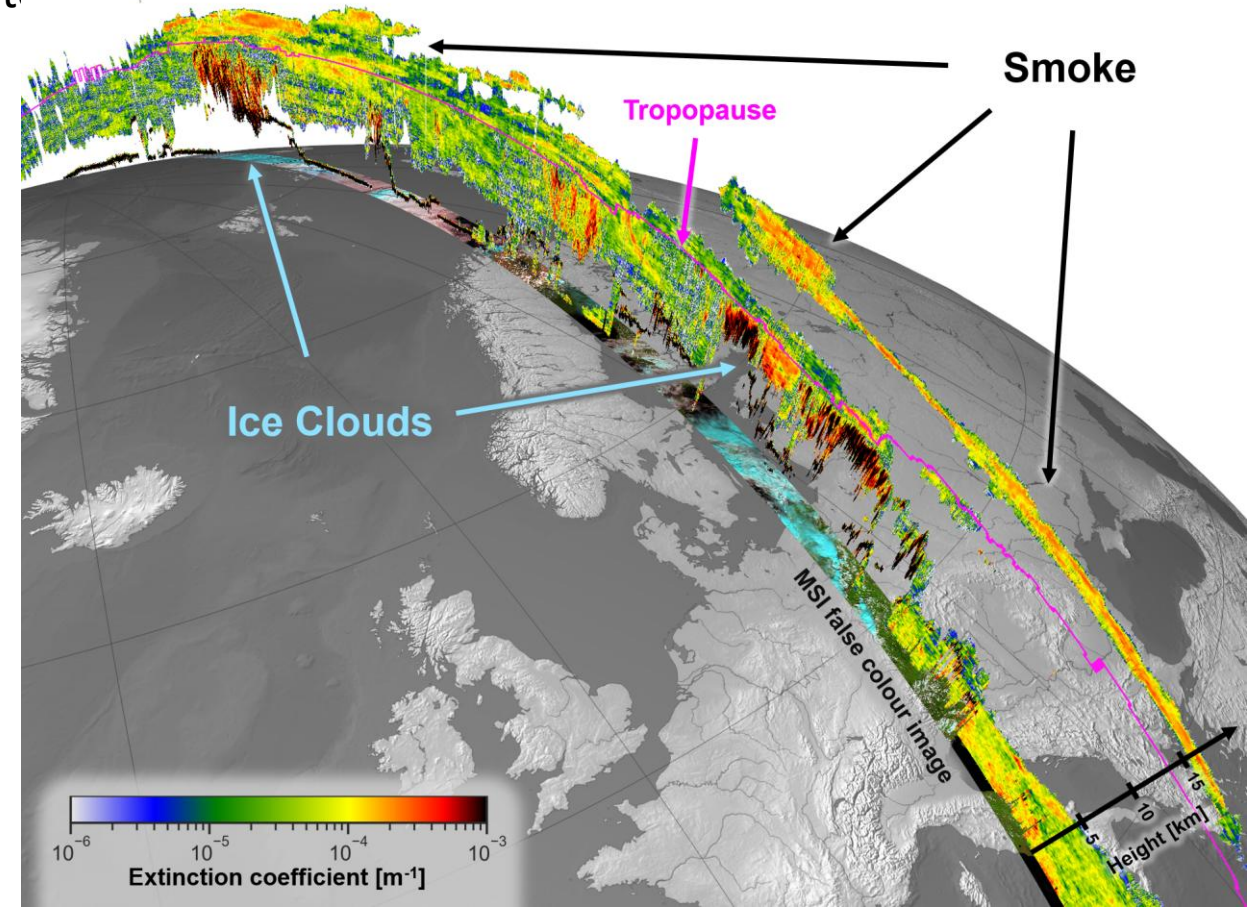 Smoke
Tropopause
Ice Clouds
MSI false colour image
15
10
5
Height [km]
10⁻⁶ 10⁻⁵ 10⁻⁴ 10⁻³
Extinction coefficient [m⁻¹]